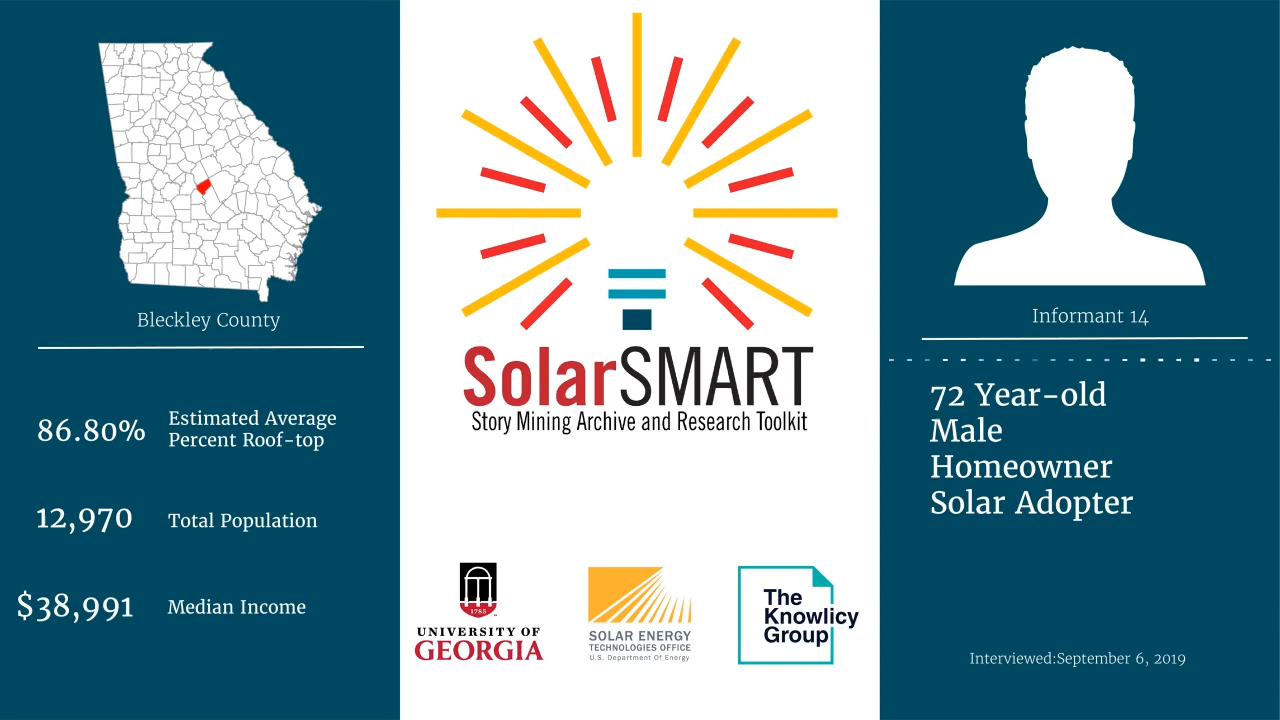 Bleckley County
86.80%
Estimated Average
Percent Roof-top
12,970
Total Population
$38,991
Median Income
SolarSMART
Story Mining Archive and Research Toolkit
1785
UNIVERSITY OF
GEORGIA
SOLAR ENERGY
TECHNOLOGIES OFFICE
U.S. Department Of Energy
The
Knowlicy
Group
Informant 14
72 Year-old
Male
Homeowner
Solar Adopter
Interviewed:September 6, 2019